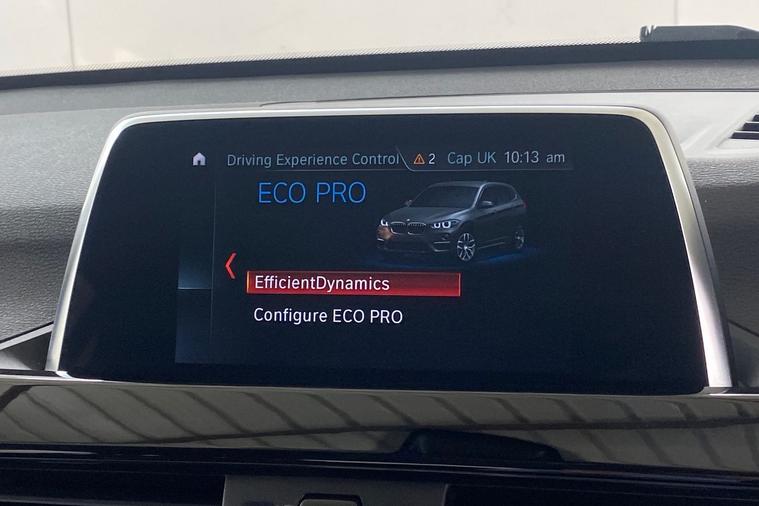 Driving Experience Control 2 Cap UK 10:13 am
ECO PRO
EfficientDynamics
Configure ECO PRO